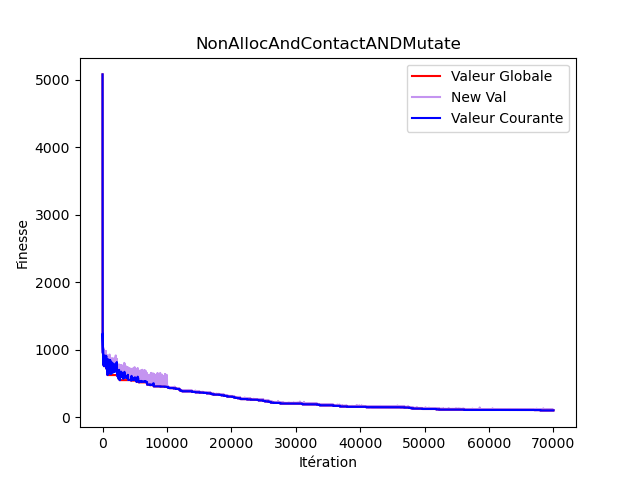 NonAllocAndContactANDMutate
Valeur Globale
New Val
Valeur Courante
Finesse
5000
4000
3000
2000
1000
0
0 10000 20000 30000 40000 50000 60000 70000
Itération